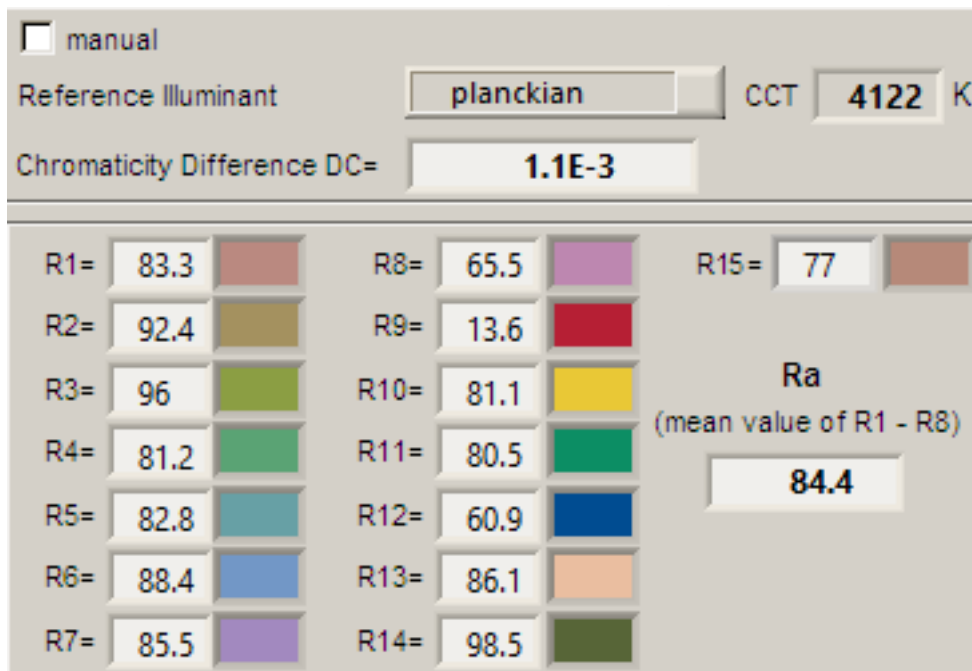 manual
Reference Illuminant planckian CCT 4122 K
Chromaticity Difference DC= 1.1E-3
R1= 83.3 R8= 65.5 R15= 77
R2= 92.4 R9= 13.6
R3= 96 R10= 81.1 Ra
(mean value of R1 - R8)
R4= 81.2 R11= 80.5
84.4
R5= 82.8 R12= 60.9
R6= 88.4 R13= 86.1
R7= 85.5 R14= 98.5